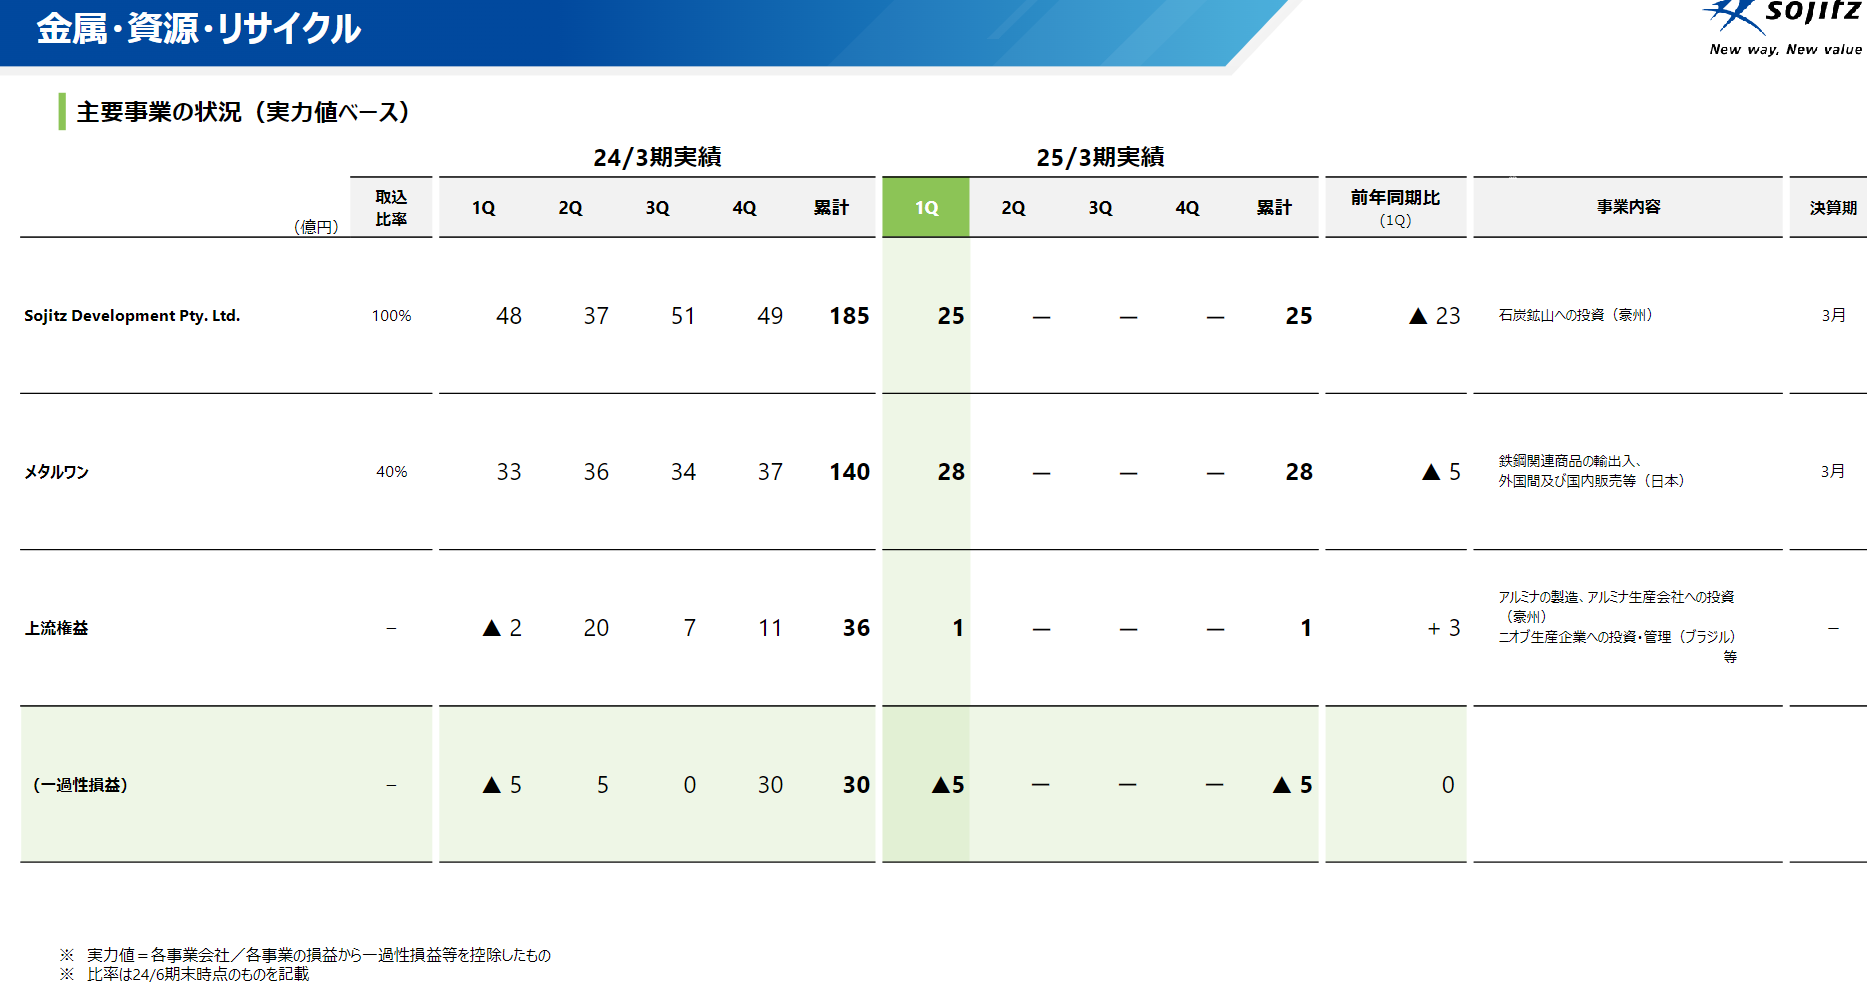 金属・資源・リサイクル
sojitz
New way, New value
主要事業の状況（実力値ベース）
24/3期実績 25/3期実績
（億円） 取込比率 1Q 2Q 3Q 4Q 累計 1Q 2Q 3Q 4Q 累計 前年同期比（1Q） 事業内容 決算期
Sojitz Development Pty. Ltd. 100% 48 37 51 49 185 25 － － － 25 ▲ 23 石炭鉱山への投資（豪州） 3月
メタルワン 40% 33 36 34 37 140 28 － － － 28 ▲ 5 鉄鋼関連商品の輸出入、
外国間及び国内販売等（日本） 3月
上流権益 － ▲ 2 20 7 11 36 1 － － － 1 + 3 アルミナの製造、アルミナ生産会社への投資
（豪州）
ニオブ生産企業への投資・管理（ブラジル）
等 －
（一過性損益） － ▲ 5 5 0 30 30 ▲5 － － － ▲ 5 0
※ 実力値＝各事業会社／各事業の損益から一過性損益等を控除したもの
※ 比率は24/6期末時点のものを記載